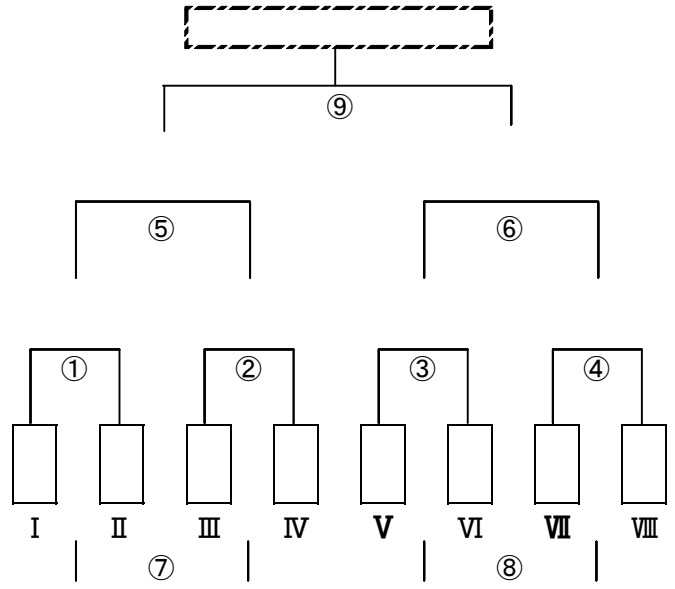 ⑨
⑤ ⑥
① ② ③ ④
Ⅰ Ⅱ Ⅲ Ⅳ Ⅴ Ⅵ Ⅶ Ⅷ
⑦ ⑧